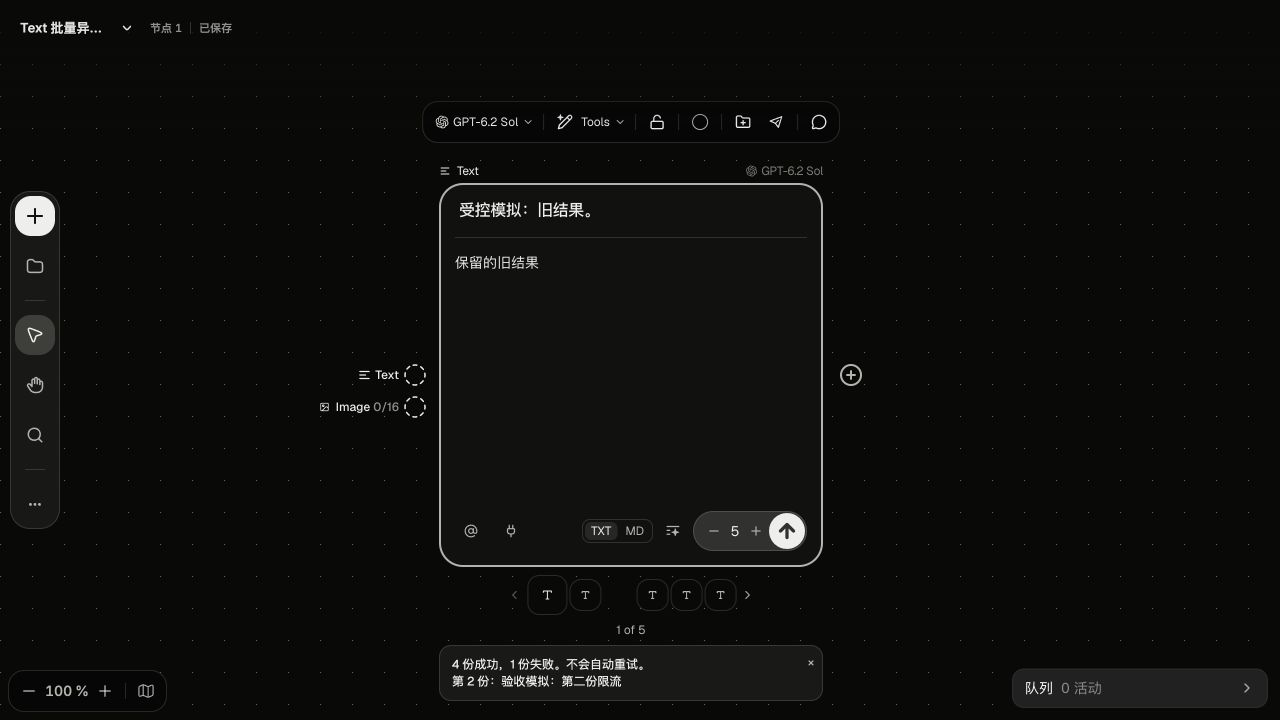 Text 批量异...
节点 1
已保存
GPT-6.2 Sol
Tools
Text
GPT-6.2 Sol
受控模拟：旧结果。
保留的旧结果
Text
Image 0/16
TXT
MD
5
T
T
T
T
T
1 of 5
4 份成功，1 份失败。不会自动重试。
第 2 份：验收模拟：第二份限流
100 %
队列 0 活动